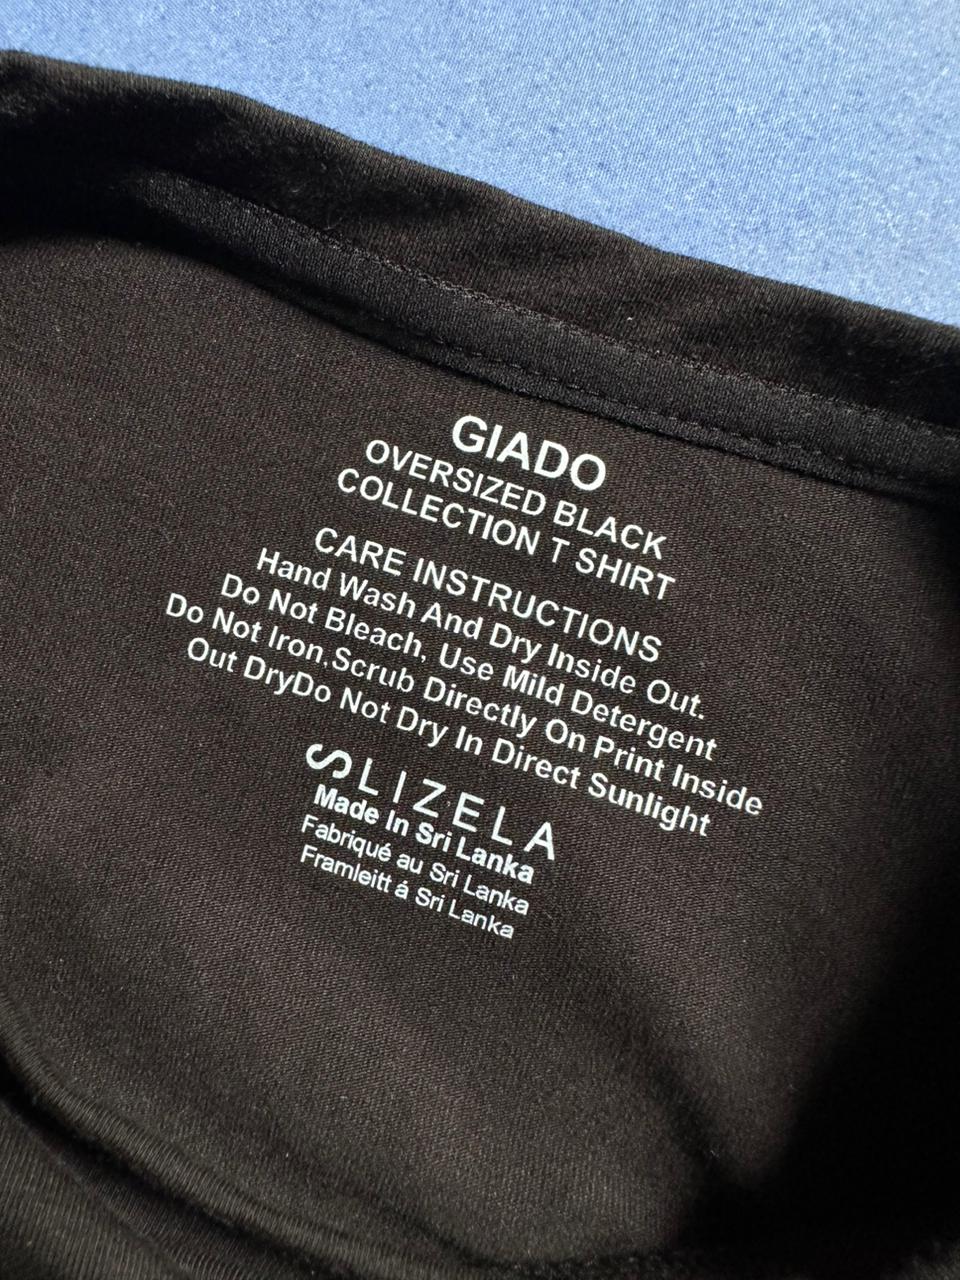 GIADO
OVERSIZED BLACK
COLLECTION T SHIRT
CARE INSTRUCTIONS
Hand Wash And Dry Inside Out.
Do Not Bleach, Use Mild Detergent
Do Not Iron,Scrub Directly On Print Inside
Out DryDo Not Dry In Direct Sunlight
SLIZELA
Made In Sri Lanka
Fabriqué au Sri Lanka
Framleitt á Sri Lanka